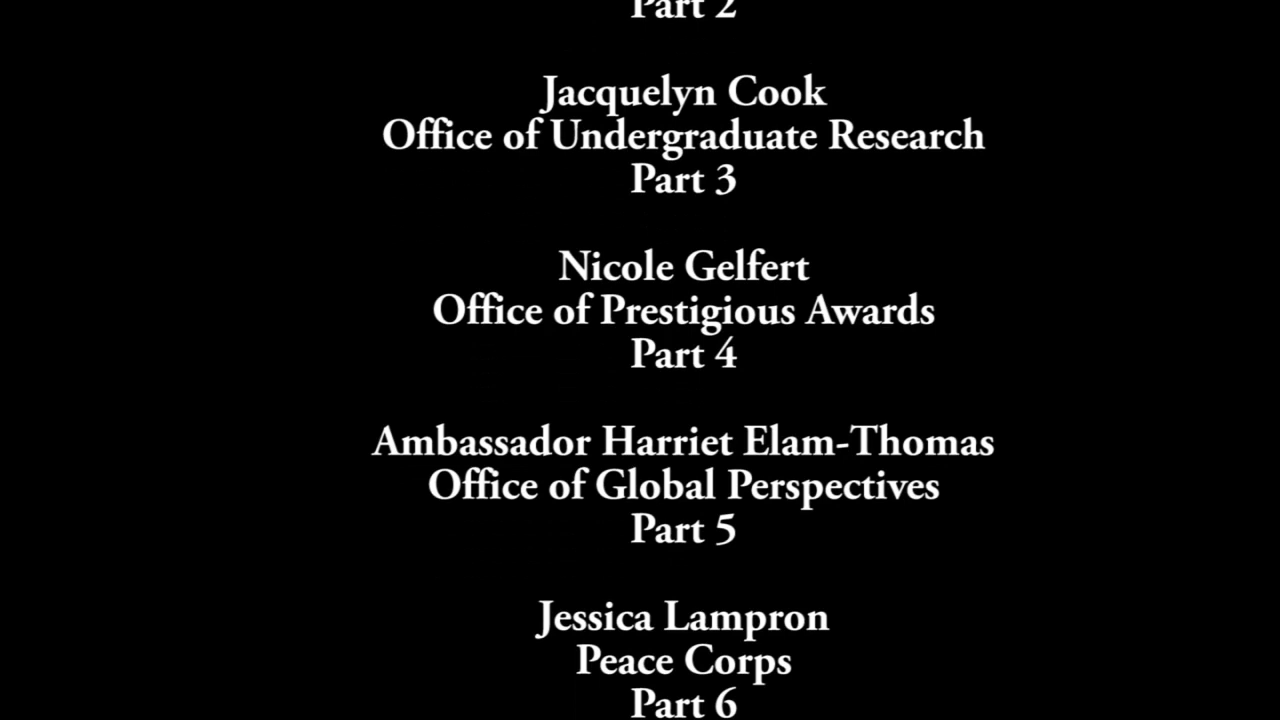 Part 2
Jacquelyn Cook
Office of Undergraduate Research
Part 3
Nicole Gelfert
Office of Prestigious Awards
Part 4
Ambassador Harriet Elam-Thomas
Office of Global Perspectives
Part 5
Jessica Lampron
Peace Corps
Part 6